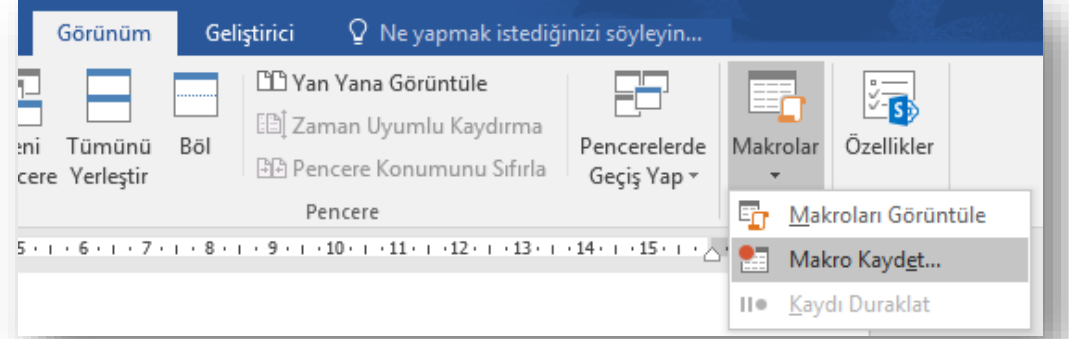 Görünüm Geliştirici Ne yapmak istediğinizi söyleyin...
Yan Yana Görüntüle
Zaman Uyumlu Kaydırma
Pencere Konumunu Sıfırla
eni
cere
Tümünü
Yerleştir
Böl
Pencerelerde
Geçiş Yap
Makrolar
Özellikler
Pencere
Makroları Görüntüle
Makro Kaydet...
Kaydı Duraklat
5 · ı · 6 · ı · 7 · ı · 8 · ı · 9 · ı · 10 · ı · 11 · ı · 12 · ı · 13 · ı · 14 · ı · 15 · ı ·